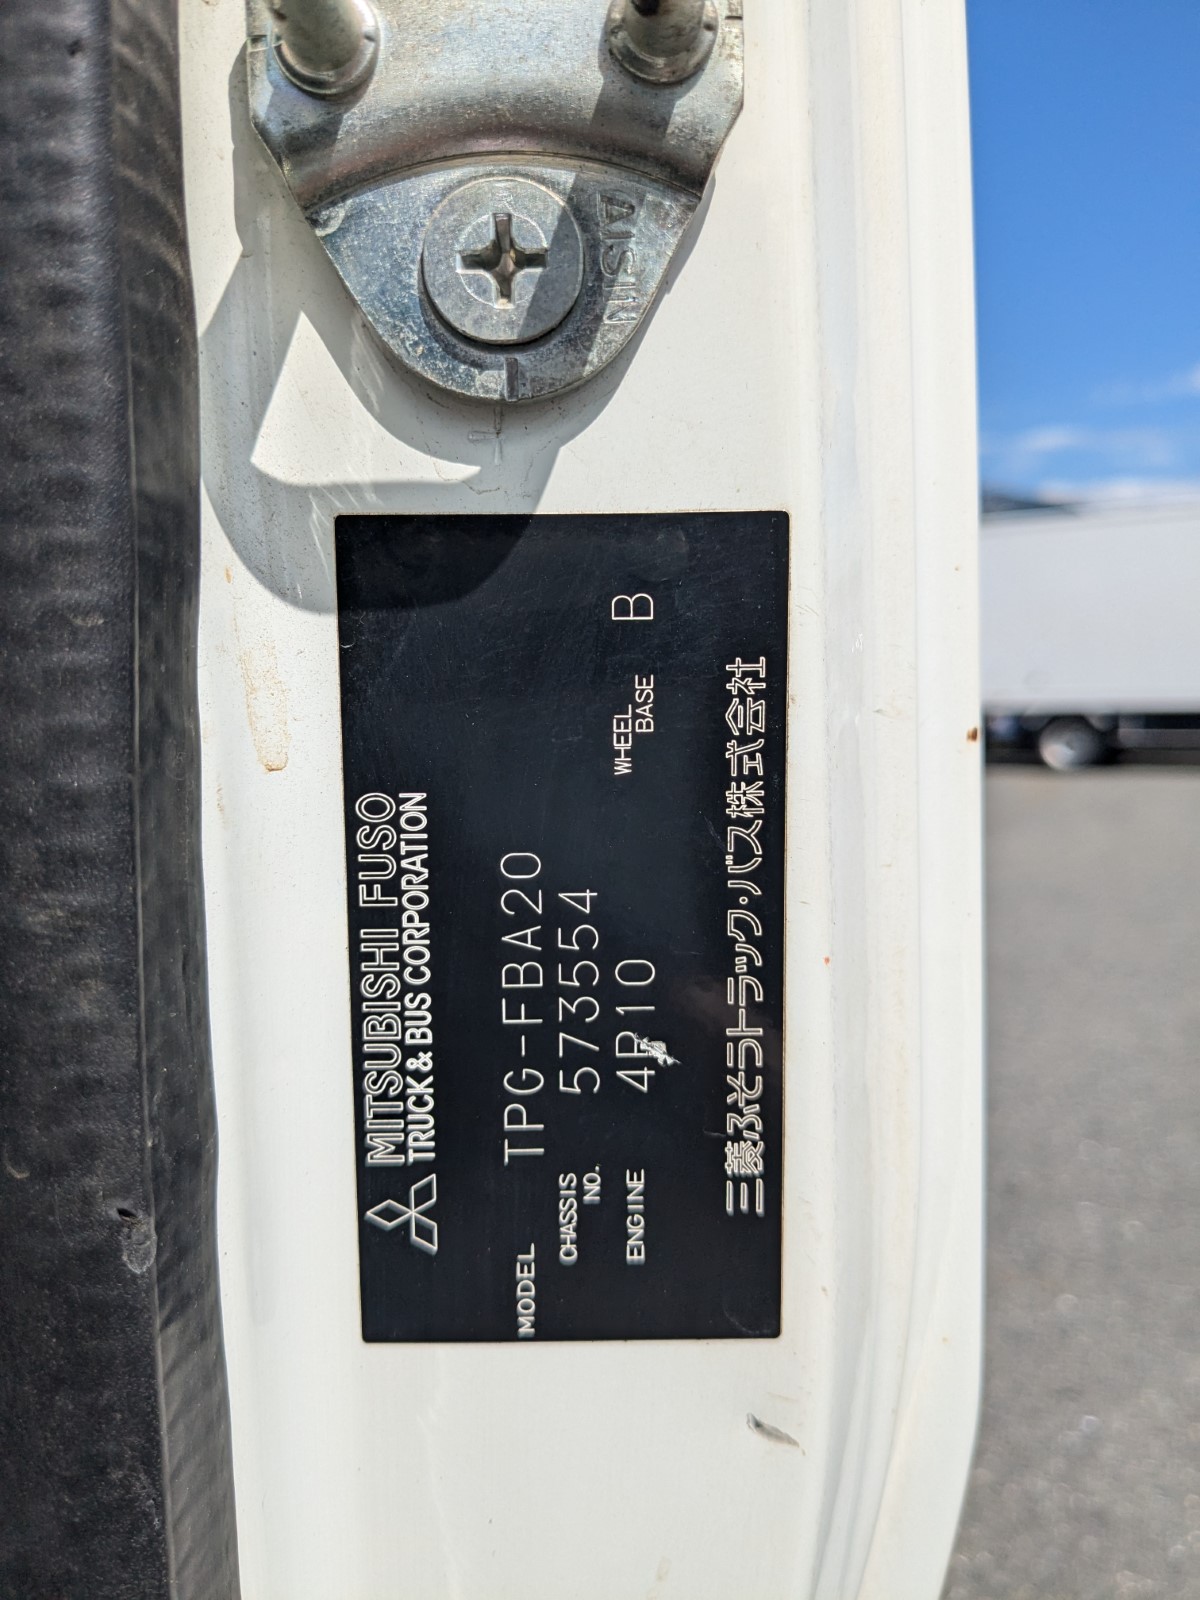 AISIN
MITSUBISHI FUSO
TRUCK & BUS CORPORATION
MODEL TPG-FBA20
CHASSIS NO. 573554
ENGINE 4P10 WHEEL BASE B
三菱ふそうトラック・バス株式会社